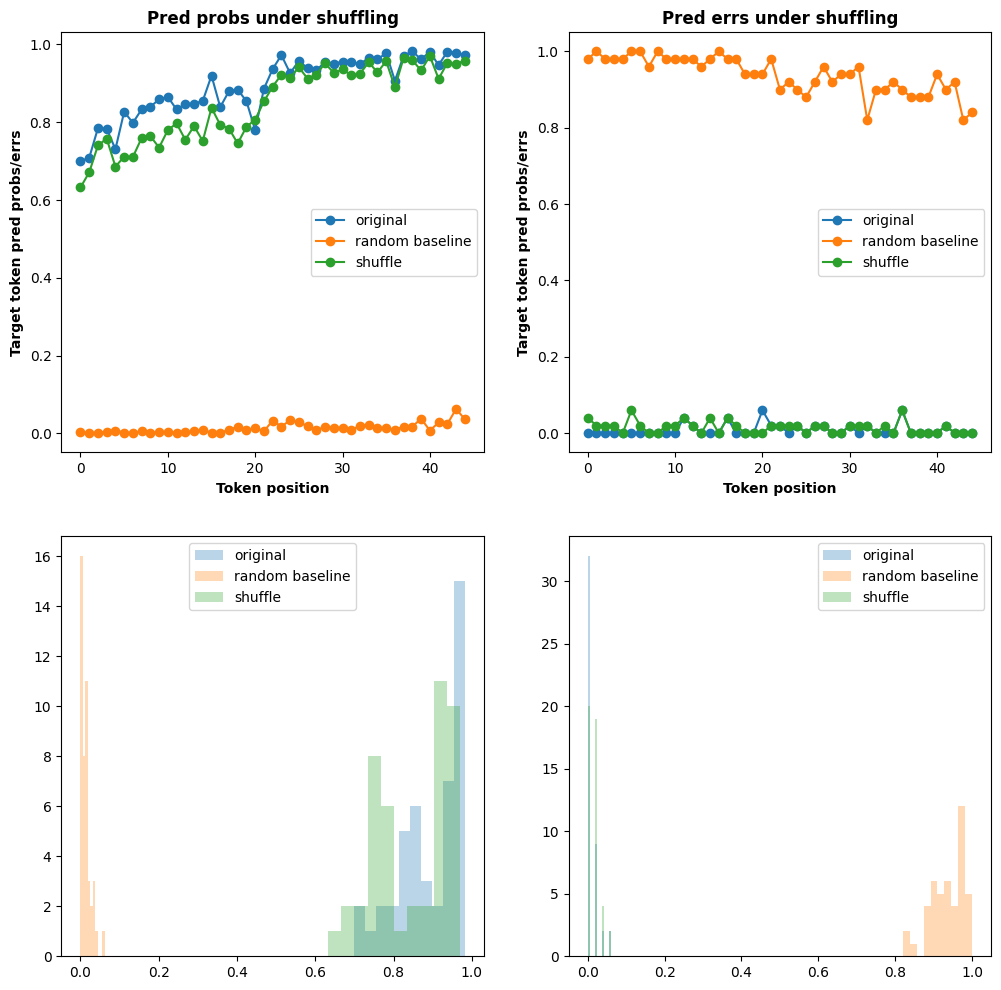 Pred probs under shuffling
Target token pred probs/errs
1.0
0.8
0.6
0.4
0.2
0.0
original
random baseline
shuffle
0
10
20
30
40
Token position
Pred errs under shuffling
Target token pred probs/errs
1.0
0.8
0.6
0.4
0.2
0.0
original
random baseline
shuffle
0
10
20
30
40
Token position
16
14
12
10
8
6
4
2
0
original
random baseline
shuffle
0.0
0.2
0.4
0.6
0.8
1.0
30
25
20
15
10
5
0
original
random baseline
shuffle
0.0
0.2
0.4
0.6
0.8
1.0